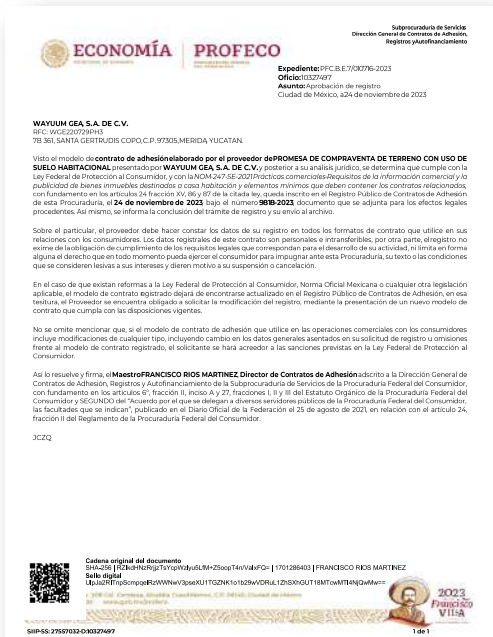 Subprocuraduría de Servicios
Dirección General de Contratos de Adhesión,
Registros yAutofinanciamiento
ECONOMÍA
PROFECO
Expediente:PFC.B.E.7/010716-2023
Oficio:10327497
Asunto: Aprobación de registro
Ciudad de México, a24 de noviembre de 2023
WAYUUM GEA, S.A. DE C.V.
RFC: WGE220729PH3
7B 361, SANTA GERTRUDIS COPO,C.P. 97305,MERIDA, YUCATAN.
Visto el modelo de contrato de adhesión elaborado por el proveedor de PROMESA DE COMPRAVENTA DE TERRENO CON USO DE
SUELO HABITACIONAL presentado por WAYUUM GEA, S.A. DE C.V. y posterior a su análisis jurídico, se determina que cumple con la
Ley Federal de Protección al Consumidor, y con la NOM-247-SE-2021Prácticas comerciales-Requisitos de la información comercial y
la publicidad de bienes inmuebles destinados a casa habitación y elementos mínimos que deben contener los contratos relacionados,
con fundamento en los artículos 24 fracción XV, 86 y 87 de la citada ley, queda inscrito en el Registro Público de Contratos de Adhesión
de esta Procuraduría, el 24 de noviembre de 2023, bajo el número 9818-2023, documento que se adjunta para los efectos legales
procedentes. Así mismo, se informa la conclusión del trámite de registro y su envío al archivo.
Sobre el particular, el proveedor debe hacer constar los datos de su registro en todos los formatos de contrato que utilice en sus
relaciones con los consumidores. Los datos registrales de este contrato son personales e intransferibles, por otra parte, elregistro no
exime de laobligación de cumplimiento de los requisitos legales que correspondan para el desarrollo de su actividad, ni limita en forma
alguna el derecho que en todo momento pueda ejercer el consumidor para impugnar ante esta Procuraduría, su texto o las condiciones
que se consideren lesivas a sus intereses y dieren motivo a su suspensión o cancelación.
En el caso de que existan reformas a la Ley Federal de Protección al Consumidor, Norma Oficial Mexicana o cualquier otra legislación
aplicable, el modelo de contrato registrado dejará de encontrarse actualizado en el Registro Público de Contratos de Adhesión, en esa
tesitura, el Proveedor se encuentra obligado a solicitar la modificación del registro, mediante la presentación de un nuevo modelo de
contrato que cumpla con las disposiciones vigentes.
No se omite mencionar que, si el modelo de contrato de adhesión que utilice en las operaciones comerciales con los consumidores
incluye modificaciones de cualquier tipo, incluyendo cambio en los datos generales asentados en su solicitud de registro u omisiones
frente al modelo de contrato registrado, el solicitante se hará acreedor a las sanciones previstas en la Ley Federal de Protección al
Consumidor.
Así lo resuelve y firma, el Maestro FRANCISCO RIOS MARTINEZ, Director de Contratos de Adhesión adscrito a la Dirección General de
Contratos de Adhesión, Registros y Autofinanciamiento de la Subprocuraduría de Servicios de la Procuraduría Federal del Consumidor,
con fundamento en los artículos 6º, fracción II, inciso A y 27, fracciones I, II y III del Estatuto Orgánico de la Procuraduría Federal del
Consumidor y SEGUNDO del "Acuerdo por el que se delegan a diversos servidores públicos de la Procuraduría Federal del Consumidor,
las facultades que se indican", publicado en el Diario Oficial de la Federación el 25 de agosto de 2021, en relación con el artículo 24,
fracción II del Reglamento de la Procuraduría Federal del Consumidor.
JCZQ
Cadena original del documento
SHA-256 | 1701286403 | FRANCISCO RIOS MARTINEZ
Sello digital
2023
Francisco
VILLA
SIIP-SS: 27557032-D:10327497
1 de 1